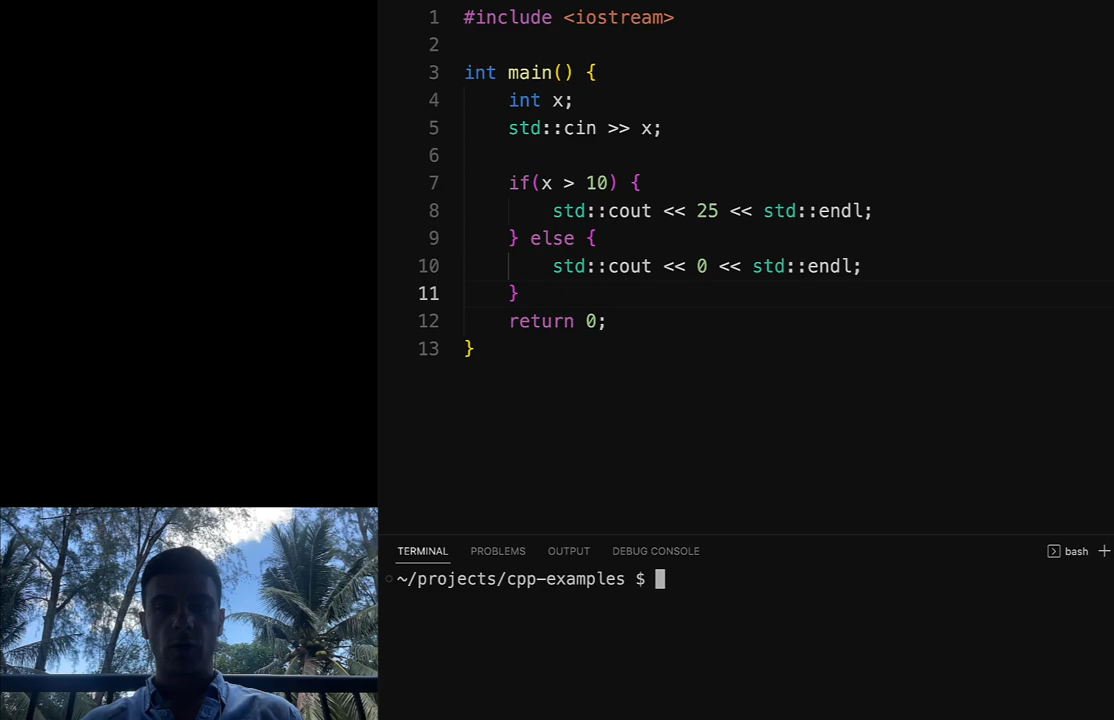 1 #include <iostream>
2
3 int main() {
4     int x;
5     std::cin >> x;
6
7     if(x > 10) {
8         std::cout << 25 << std::endl;
9     } else {
10         std::cout << 0 << std::endl;
11     }
12     return 0;
13 }
TERMINAL PROBLEMS OUTPUT DEBUG CONSOLE bash +
~/projects/cpp-examples $